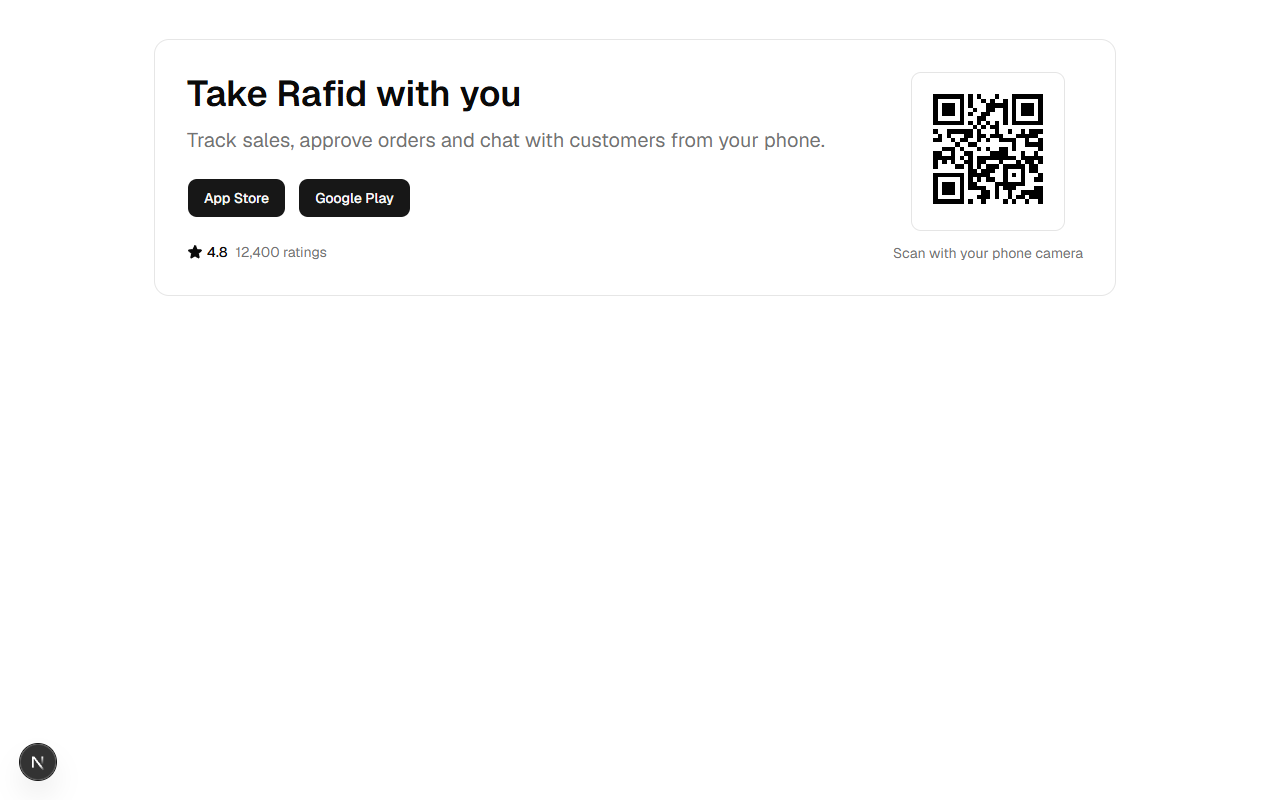 Take Rafid with you
Track sales, approve orders and chat with customers from your phone.
App Store
Google Play
4.8 12,400 ratings
Scan with your phone camera
N